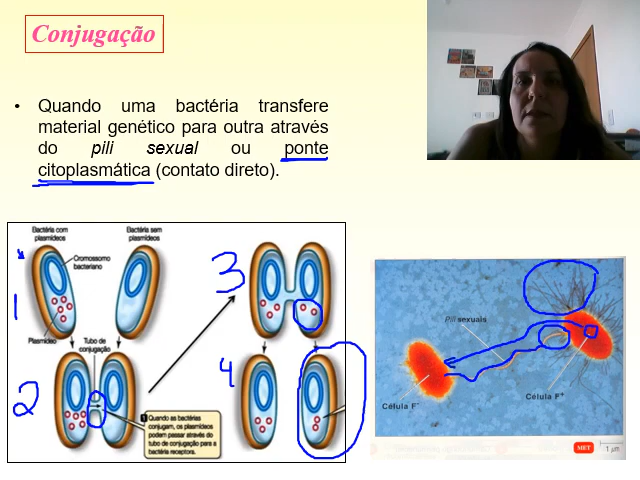 Conjugação
• Quando uma bactéria transfere
material genético para outra através
do pili sexual ou ponte
citoplasmática (contato direto).
Bactéria com
plasmídeos
Bactéria sem
plasmídeos
Cromossomo
bacteriano
1
Plasmídeo
Tubo de
conjugação
2
1 Quando as bactérias
conjugam, os plasmídeos
podem passar através do
tubo de conjugação para a
bactéria receptora.
3
4
Pili sexuais
Célula F-
Célula F+
MET
1 µm